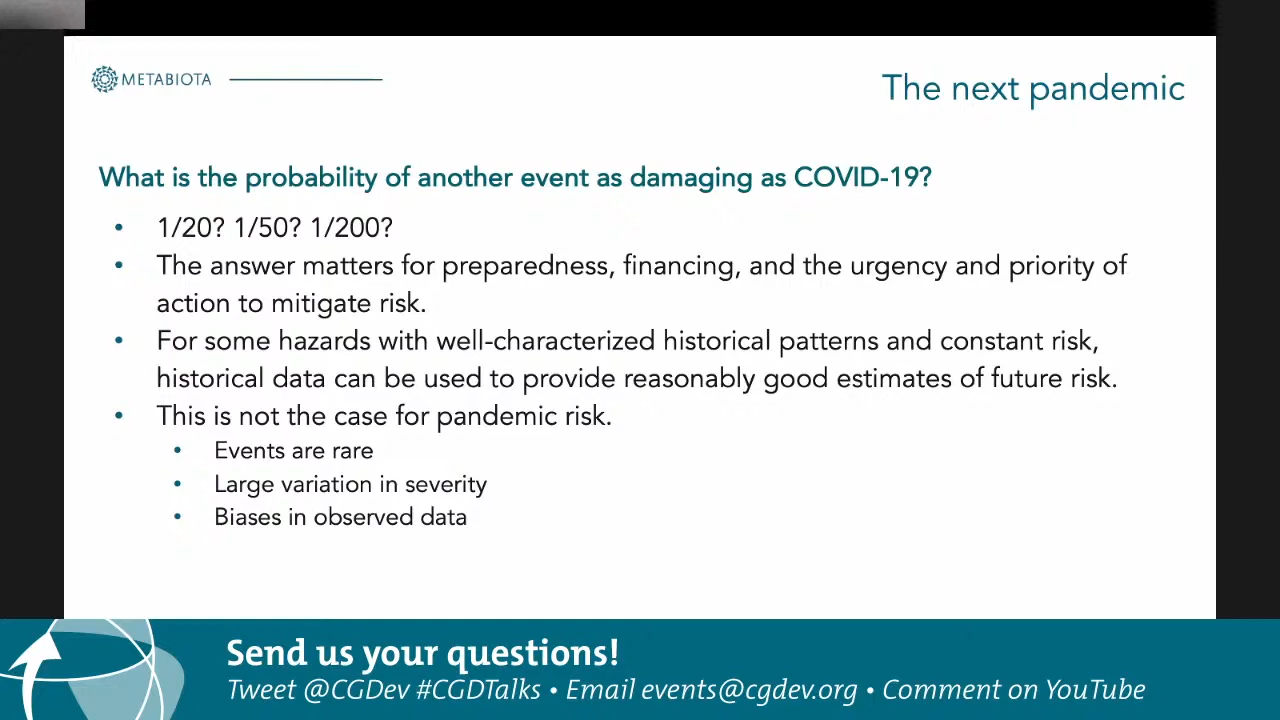 METABIOTA
The next pandemic
What is the probability of another event as damaging as COVID-19?
• 1/20? 1/50? 1/200?
• The answer matters for preparedness, financing, and the urgency and priority of
action to mitigate risk.
• For some hazards with well-characterized historical patterns and constant risk,
historical data can be used to provide reasonably good estimates of future risk.
• This is not the case for pandemic risk.
• Events are rare
• Large variation in severity
• Biases in observed data
Send us your questions!
Tweet @CGDev #CGDTalks • Email events@cgdev.org • Comment on YouTube